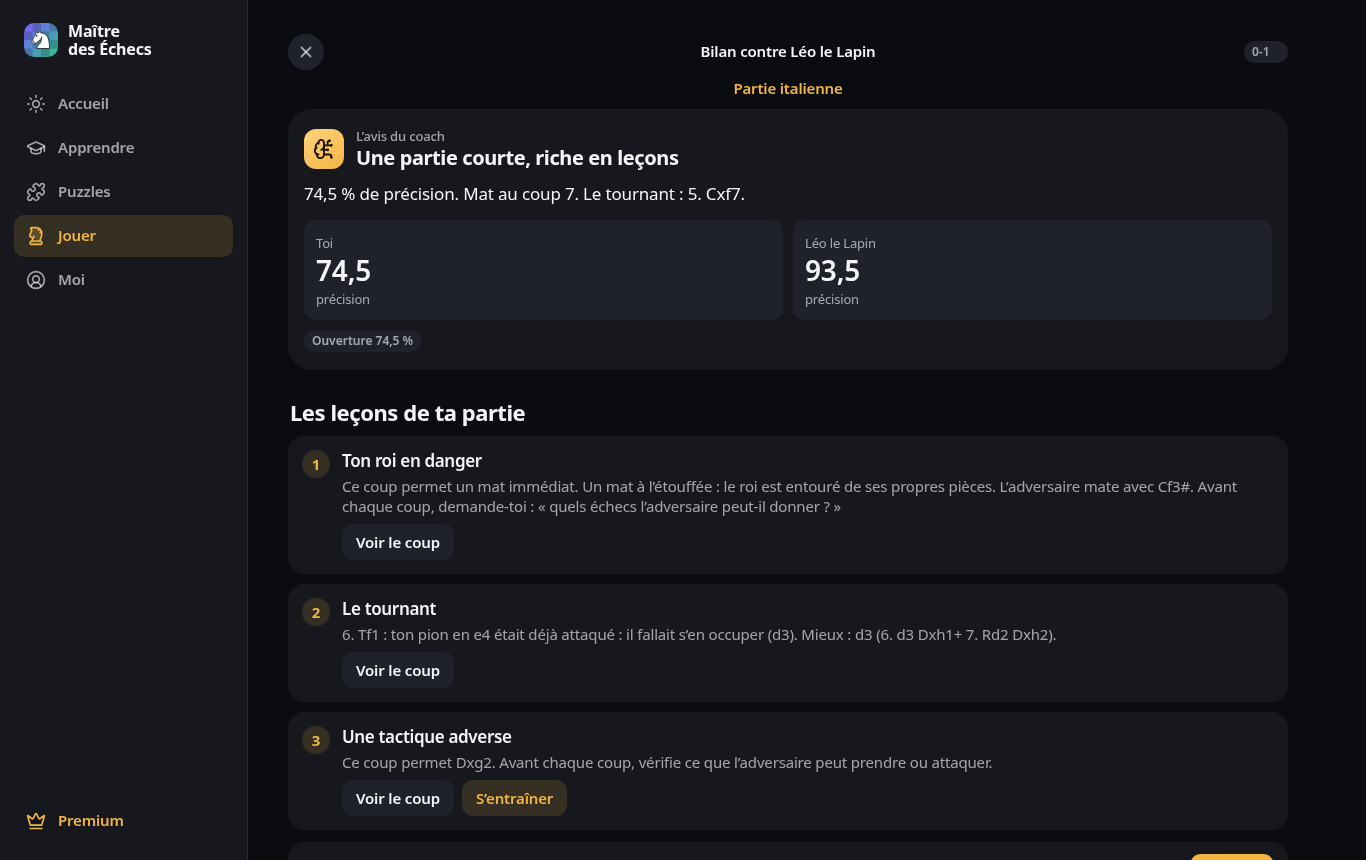 Maître
des Échecs
Accueil
Apprendre
Puzzles
Jouer
Moi
Premium
Bilan contre Léo le Lapin
0-1
Partie italienne
L’avis du coach
Une partie courte, riche en leçons
74,5 % de précision. Mat au coup 7. Le tournant : 5. Cxf7.
Toi
74,5
précision
Léo le Lapin
93,5
précision
Ouverture 74,5 %
Les leçons de ta partie
1
Ton roi en danger
Ce coup permet un mat immédiat. Un mat à l’étouffée : le roi est entouré de ses propres pièces. L’adversaire mate avec Cf3#. Avant
chaque coup, demande-toi : « quels échecs l’adversaire peut-il donner ? »
Voir le coup
2
Le tournant
6. Tf1 : ton pion en e4 était déjà attaqué : il fallait s’en occuper (d3). Mieux : d3 (6. d3 Dxh1+ 7. Rd2 Dxh2).
Voir le coup
3
Une tactique adverse
Ce coup permet Dxg2. Avant chaque coup, vérifie ce que l’adversaire peut prendre ou attaquer.
Voir le coup
S’entraîner